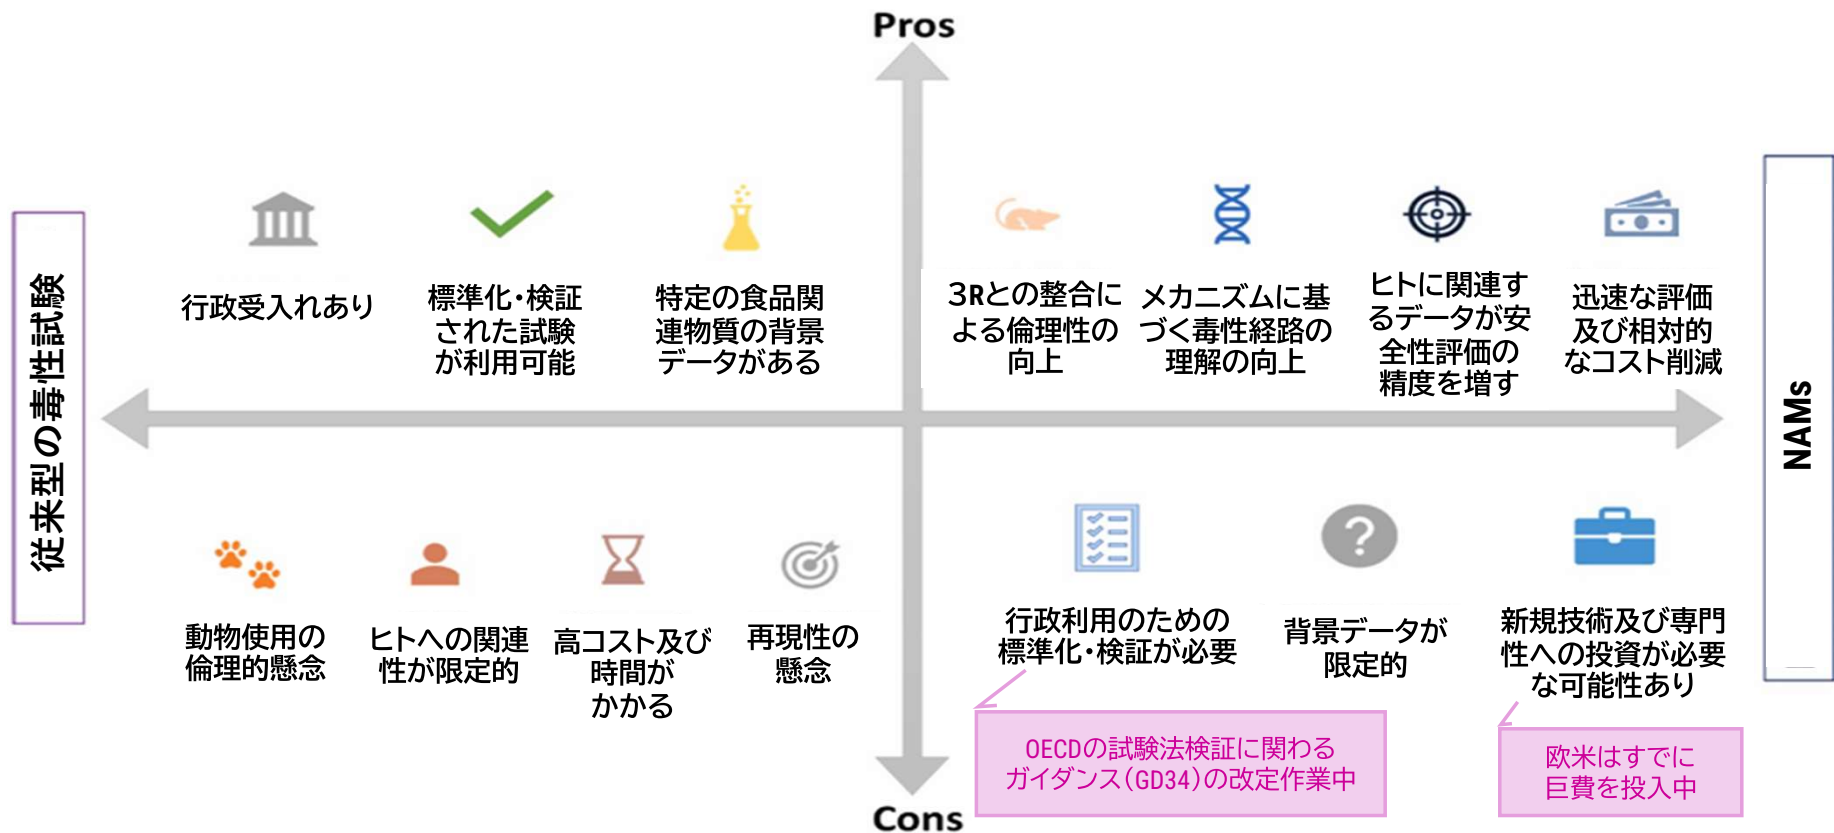 Pros
従来型の毒性試験
行政受入れあり
標準化・検証
された試験
が利用可能
特定の食品関
連物質の背景
データがある
3Rとの整合に
よる倫理性の
向上
メカニズムに基
づく毒性経路の
理解の向上
ヒトに関連す
るデータが安
全性評価の
精度を増す
迅速な評価
及び相対的
なコスト削減
NAMs
動物使用の
倫理的懸念
ヒトへの関連
性が限定的
高コスト及び
時間が
かかる
再現性の
懸念
行政利用のための
標準化・検証が必要
背景データが
限定的
新規技術及び専門
性への投資が必要
な可能性あり
OECDの試験法検証に関わる
ガイダンス(GD34)の改定作業中
欧米はすでに
巨費を投入中
Cons